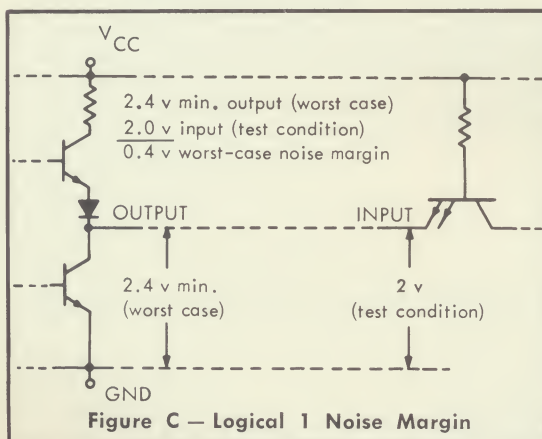 VCC
2.4 v min. output (worst case)
2.0 v input (test condition)
0.4 v worst-case noise margin
OUTPUT
INPUT
2.4 v min.
(worst case)
2 v
(test condition)
GND
Figure C — Logical 1 Noise Margin